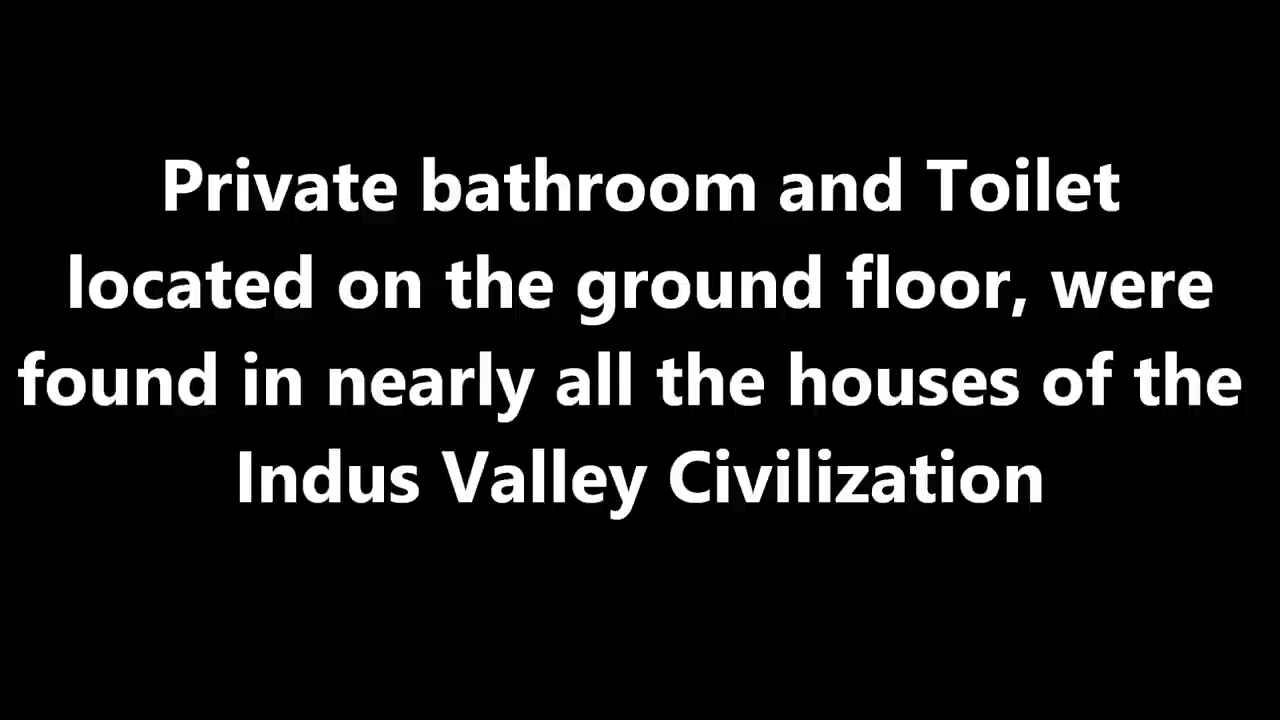 Private bathroom and Toilet
located on the ground floor, were
found in nearly all the houses of the
Indus Valley Civilization